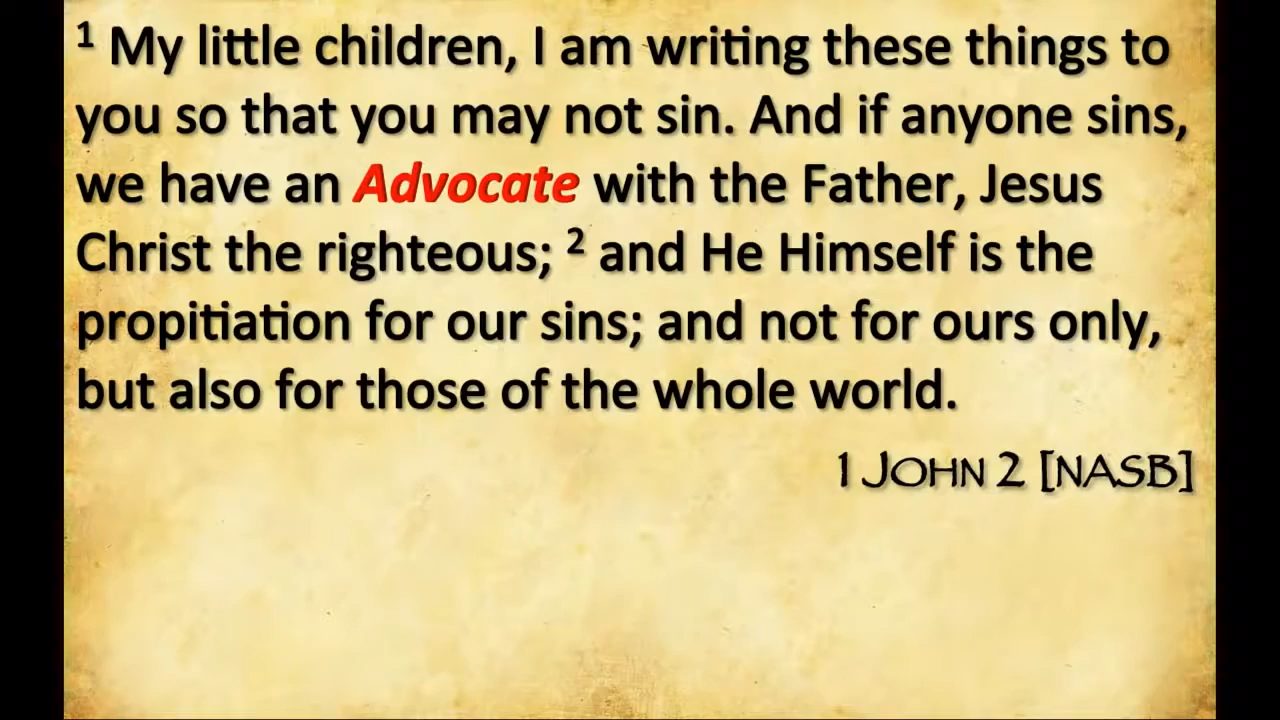 ¹ My little children, I am writing these things to
you so that you may not sin. And if anyone sins,
we have an Advocate with the Father, Jesus
Christ the righteous; ² and He Himself is the
propitiation for our sins; and not for ours only,
but also for those of the whole world.
1 JOHN 2 [NASB]